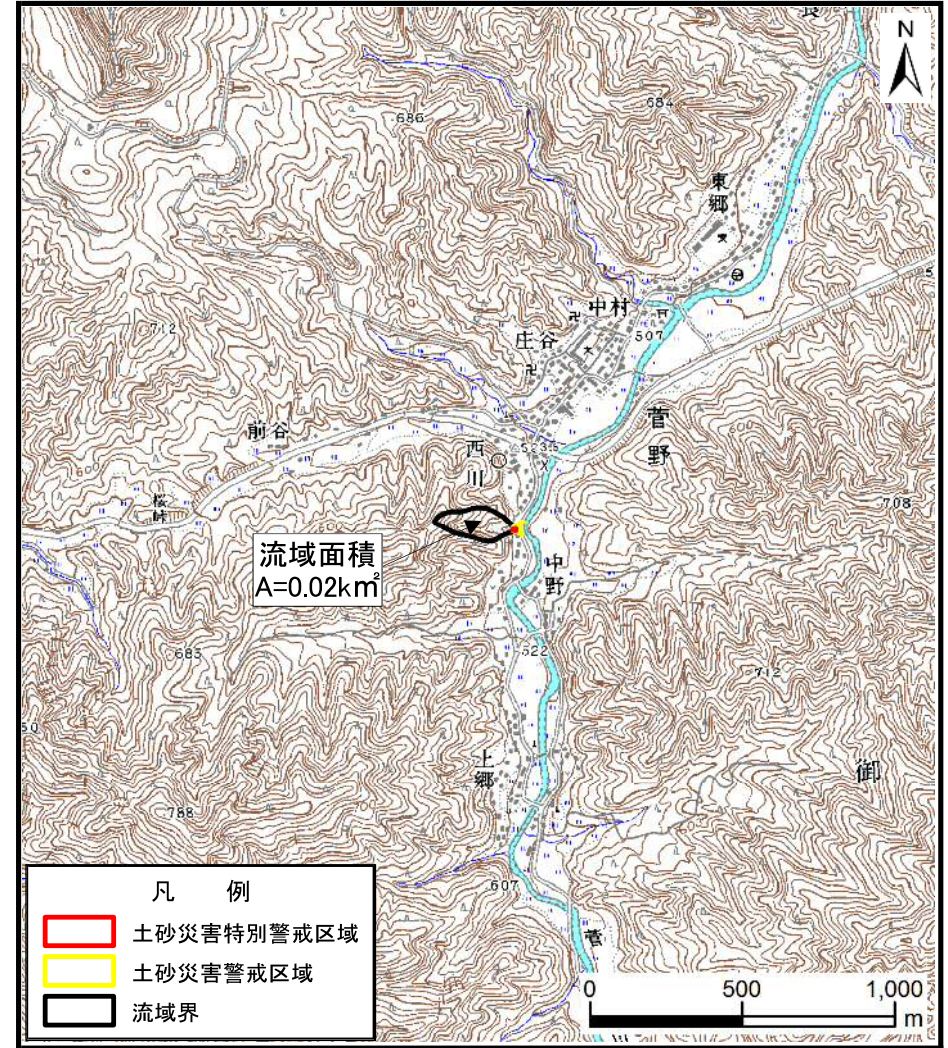 N
686
684
東郷
712
中村
庄谷
507
菅野
前谷
西川
523.5
桜峠
708
流域面積
A=0.02k㎡
中野
522
683
712
上郷
御
788
607
菅
凡 例
土砂災害特別警戒区域
土砂災害警戒区域
流域界
0 500 1,000
m